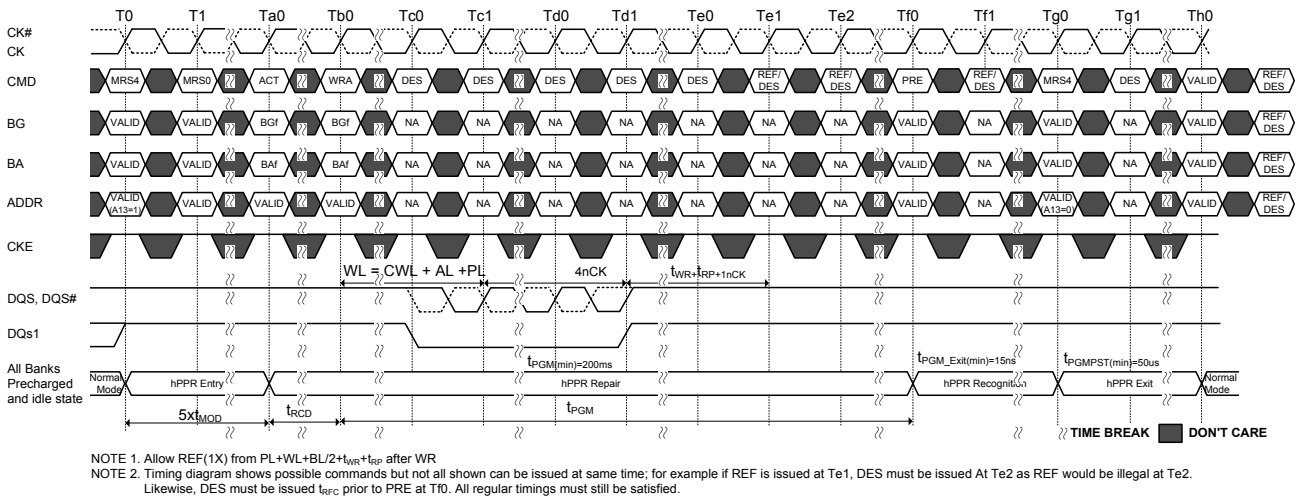 T0 T1 Ta0 Tb0 Tc0 Tc1 Td0 Td1 Te0 Te1 Te2 Tf0 Tf1 Tg0 Tg1 Th0
CK#
CK
CMD MRS4 MRS0 ACT WRA DES DES DES DES DES REF/DES REF/DES PRE REF/DES MRS4 DES VALID REF/DES
BG VALID VALID BGf BGf NA NA NA NA NA NA NA VALID NA VALID NA VALID REF/DES
BA VALID VALID BAf BAf NA NA NA NA NA NA NA VALID NA VALID NA VALID REF/DES
ADDR VALID (A13=1) VALID VALID VALID NA NA NA NA NA NA NA VALID NA VALID (A13=0) NA VALID REF/DES
CKE
WL = CWL + AL +PL 4nCK tWR+tRP+1nCK
DQS, DQS#
DQs1
tPGM(min)=200ms tPGM_Exit(min)=15ns tPGMPST(min)=50us
All Banks
Precharged
and idle state
Normal Mode hPPR Entry hPPR Repair hPPR Recognition hPPR Exit Normal Mode
5xtMOD tRCD tPGM
TIME BREAK DON'T CARE
NOTE 1. Allow REF(1X) from PL+WL+BL/2+tWR+tRP after WR
NOTE 2. Timing diagram shows possible commands but not all shown can be issued at same time; for example if REF is issued at Te1, DES must be issued At Te2 as REF would be illegal at Te2.
Likewise, DES must be issued tRFC prior to PRE at Tf0. All regular timings must still be satisfied.